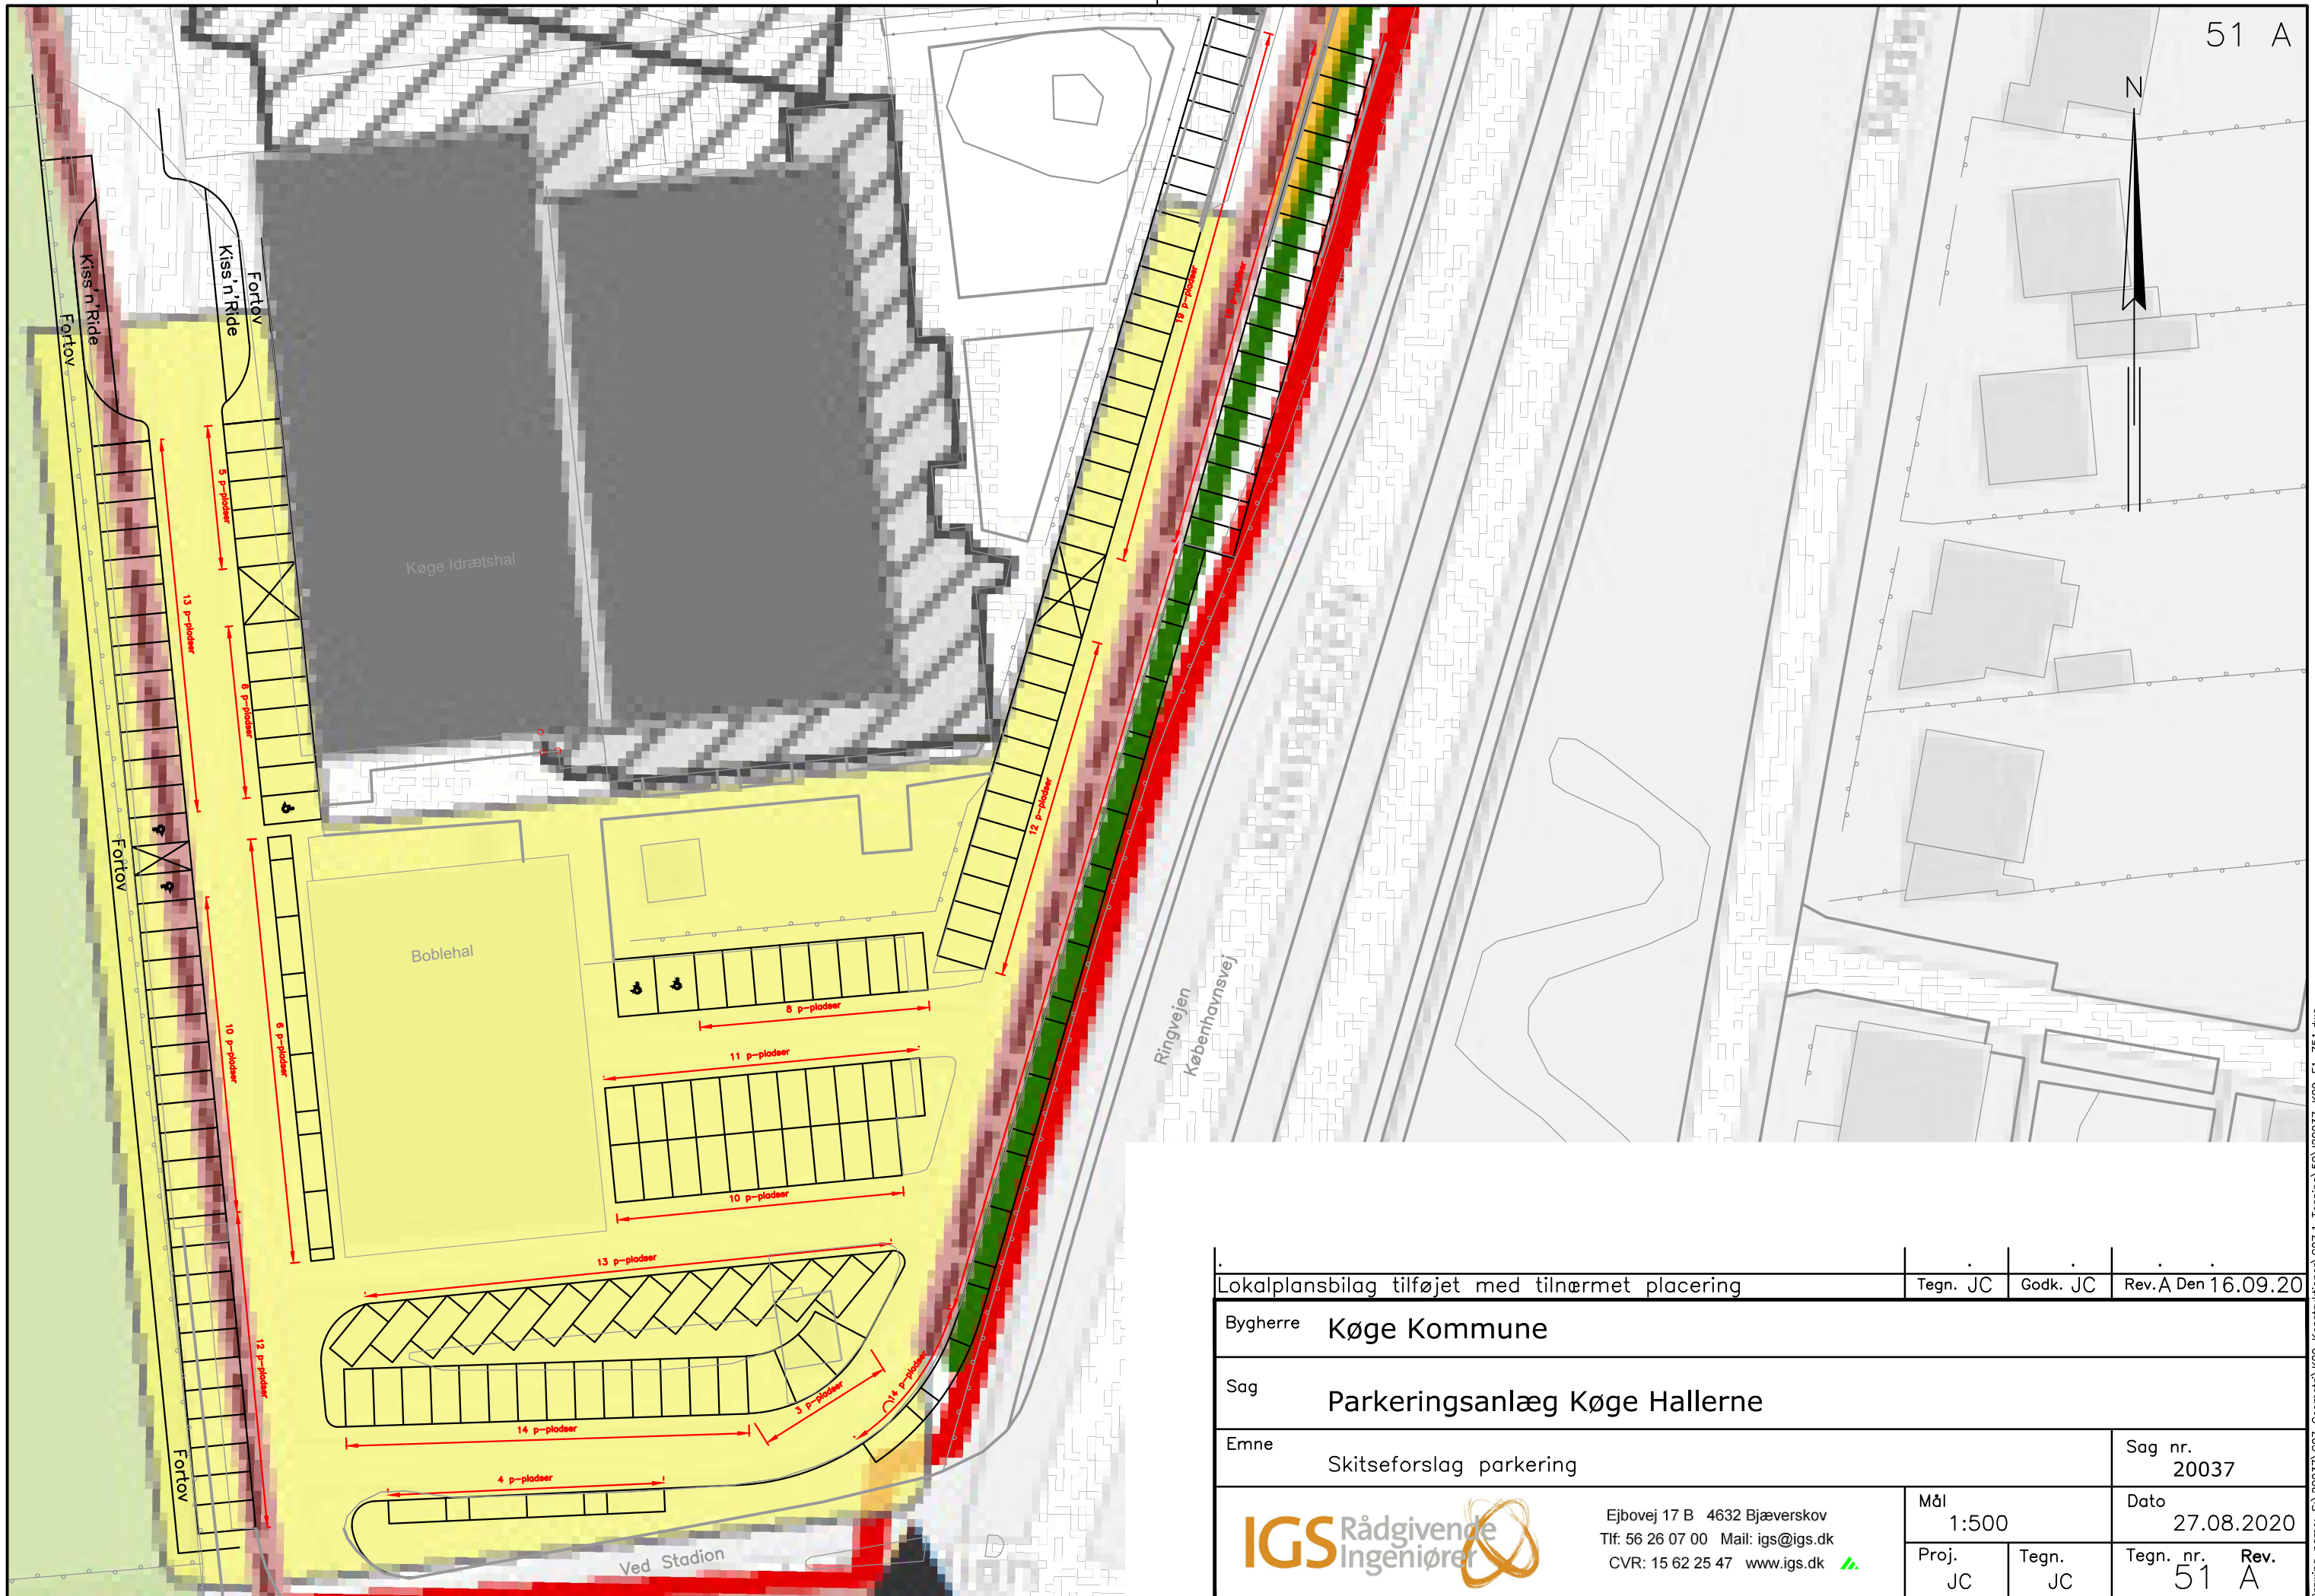 51 A
N
Kiss'n'Ride
Fortov
Kiss'n'Ride
Fortov
19 p-pladser
5 p-pladser
13 p-pladser
6 p-pladser
Køge Idrætshal
12 p-pladser
Fortov
Boblehal
8 p-pladser
Ringvejen
Københavnsvej
10 p-pladser
6 p-pladser
11 p-pladser
10 p-pladser
13 p-pladser
12 p-pladser
14 p-pladser
3 p-pladser
14 p-pladser
4 p-pladser
Fortov
Ved Stadion
Lokalplansbilag tilføjet med tilnærmet placering
Tegn. JC
Godk. JC
Rev.A Den 16.09.20
Bygherre Køge Kommune
Sag Parkeringsanlæg Køge Hallerne
Emne Skitseforslag parkering
Sag nr.
20037
IGS Rådgivende
Ingeniører
Ejbovej 17 B 4632 Bjæverskov
Tlf: 56 26 07 00 Mail: igs@igs.dk
CVR: 15 62 25 47 www.igs.dk
Mål
1:500
Dato
27.08.2020
Proj.
JC
Tegn.
JC
Tegn. nr. Rev.
51 A